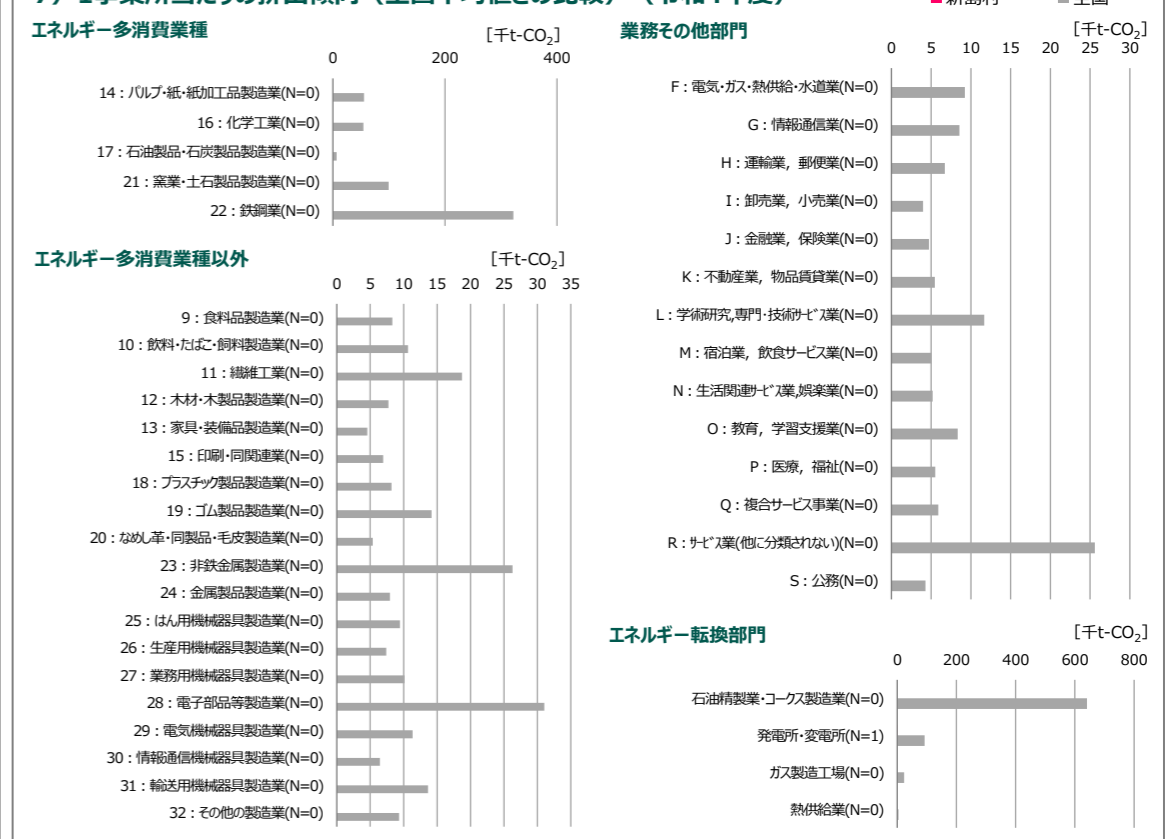 エネルギー多消費業種
[千t-CO2]
0 200 400
14：パルプ・紙・紙加工品製造業(N=0)
16：化学工業(N=0)
17：石油製品・石炭製品製造業(N=0)
21：窯業・土石製品製造業(N=0)
22：鉄鋼業(N=0)
エネルギー多消費業種以外
[千t-CO2]
0 5 10 15 20 25 30 35
9：食料品製造業(N=0)
10：飲料・たばこ・飼料製造業(N=0)
11：繊維工業(N=0)
12：木材・木製品製造業(N=0)
13：家具・装備品製造業(N=0)
15：印刷・同関連業(N=0)
18：プラスチック製品製造業(N=0)
19：ゴム製品製造業(N=0)
20：なめし革・同製品・毛皮製造業(N=0)
23：非鉄金属製造業(N=0)
24：金属製品製造業(N=0)
25：はん用機械器具製造業(N=0)
26：生産用機械器具製造業(N=0)
27：業務用機械器具製造業(N=0)
28：電子部品等製造業(N=0)
29：電気機械器具製造業(N=0)
30：情報通信機械器具製造業(N=0)
31：輸送用機械器具製造業(N=0)
32：その他の製造業(N=0)
業務その他部門
[千t-CO2]
0 5 10 15 20 25 30
F：電気・ガス・熱供給・水道業(N=0)
G：情報通信業(N=0)
H：運輸業，郵便業(N=0)
I：卸売業，小売業(N=0)
J：金融業，保険業(N=0)
K：不動産業，物品賃貸業(N=0)
L：学術研究,専門・技術ｻｰﾋﾞｽ業(N=0)
M：宿泊業，飲食サービス業(N=0)
N：生活関連ｻｰﾋﾞｽ業,娯楽業(N=0)
O：教育，学習支援業(N=0)
P：医療，福祉(N=0)
Q：複合サービス事業(N=0)
R：ｻｰﾋﾞｽ業(他に分類されない)(N=0)
S：公務(N=0)
エネルギー転換部門
[千t-CO2]
0 200 400 600 800
石油精製業・コークス製造業(N=0)
発電所・変電所(N=1)
ガス製造工場(N=0)
熱供給業(N=0)